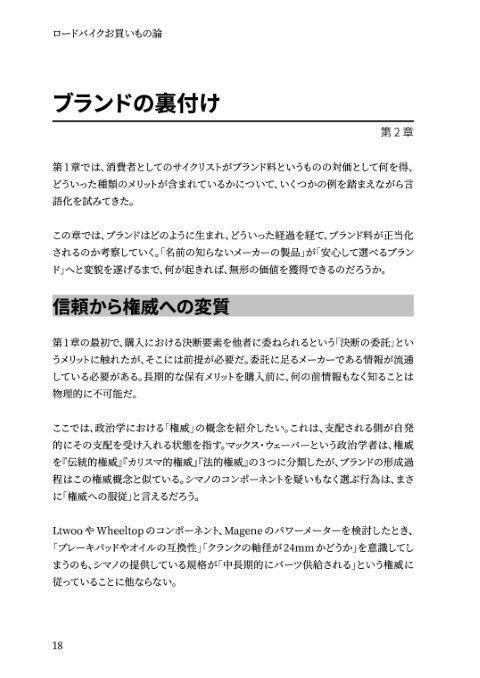 ロードバイクお買いもの論
ブランドの裏付け
第 2 章
第1章では、消費者としてのサイクリストがブランド料というものの対価として何を得、
どういった種類のメリットが含まれているかについて、いくつかの例を踏まえながら言
語化を試みてきた。
この章では、ブランドはどのように生まれ、どういった経過を経て、ブランド料が正当化
されるのか考察していく。「名前の知らないメーカーの製品」が「安心して選べるブラン
ド」へと変貌を遂げるまで、何が起きれば、無形の価値を獲得できるのだろうか。
信頼から権威への変質
第1章の最初で、購入における決断要素を他者に委ねられるという「決断の委託」とい
うメリットに触れたが、そこには前提が必要だ。委託に足るメーカーである情報が流通
している必要がある。長期的な保有メリットを購入前に、何の前情報もなく知ることは
物理的に不可能だ。
ここでは、政治学における「権威」の概念を紹介したい。これは、支配される側が自発
的にその支配を受け入れる状態を指す。マックス・ウェーバーという政治学者は、権威
を『伝統的権威』『カリスマ的権威』『法的権威』の3つに分類したが、ブランドの形成過
程はこの権威概念と似ている。シマノのコンポーネントを疑いもなく選ぶ行為は、まさ
に「権威への服従」と言えるだろう。
Ltwoo や Wheeltop のコンポーネント、Magene のパワーメーターを検討したとき、
「ブレーキパッドやオイルの互換性」「クランクの軸径が24mmかどうか」を意識してし
まうのも、シマノの提供している規格が「中長期的にパーツ供給される」という権威に
従っていることに他ならない。
18